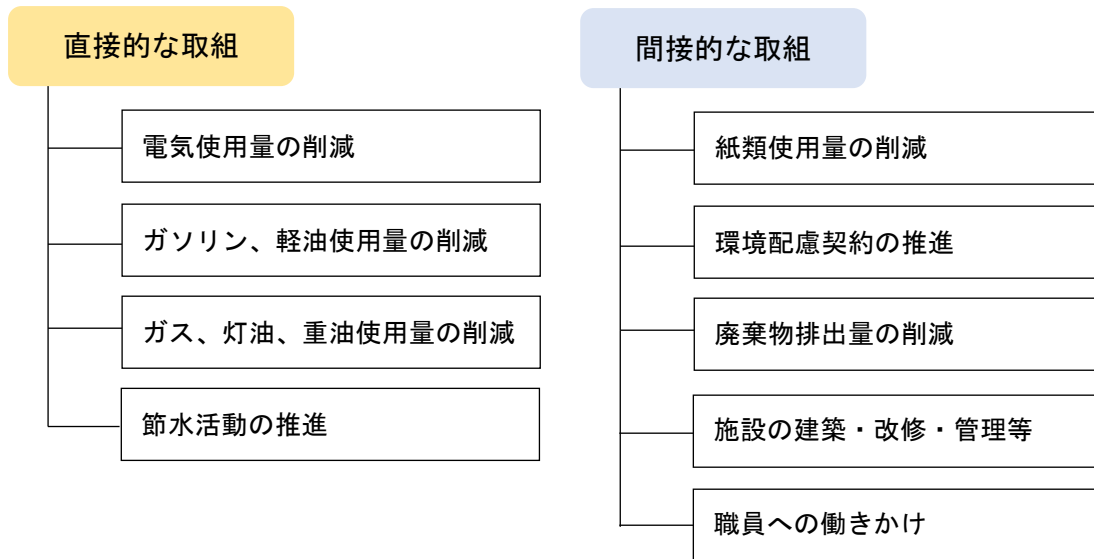 直接的な取組
電気使用量の削減
ガソリン、軽油使用量の削減
ガス、灯油、重油使用量の削減
節水活動の推進
間接的な取組
紙類使用量の削減
環境配慮契約の推進
廃棄物排出量の削減
施設の建築・改修・管理等
職員への働きかけ